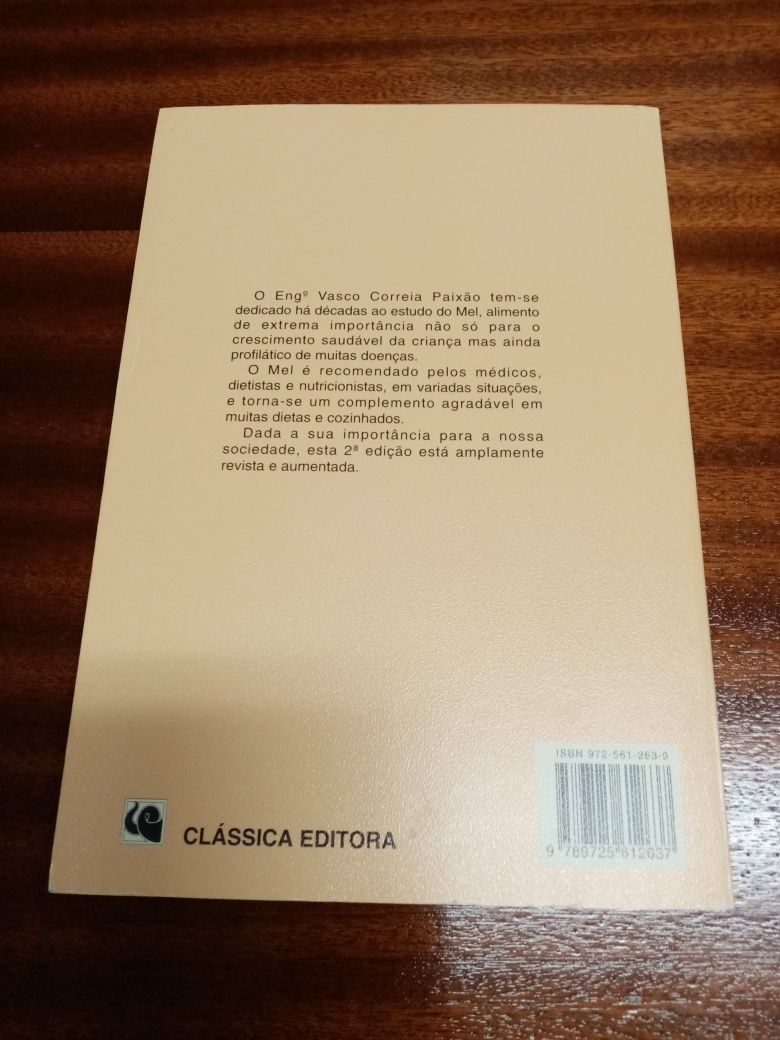 O Engº Vasco Correia Paixão tem-se
dedicado há décadas ao estudo do Mel, alimento
de extrema importância não só para o
crescimento saudável da criança mas ainda
profilático de muitas doenças.
O Mel é recomendado pelos médicos,
dietistas e nutricionistas, em variadas situações,
e torna-se um complemento agradável em
muitas dietas e cozinhados.
Dada a sua importância para a nossa
sociedade, esta 2ª edição está amplamente
revista e aumentada.
ISBN 972-561-263-9
9 789725 612637
CLÁSSICA EDITORA